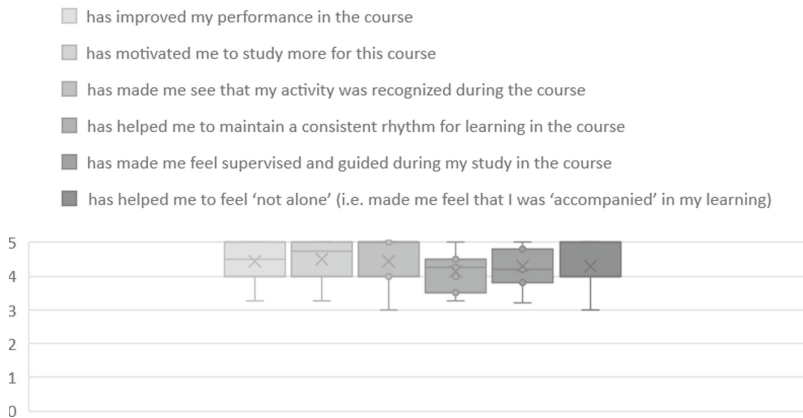 has improved my performance in the course
has motivated me to study more for this course
has made me see that my activity was recognized during the course
has helped me to maintain a consistent rhythm for learning in the course
has made me feel supervised and guided during my study in the course
has helped me to feel ‘not alone’ (i.e. made me feel that I was ‘accompanied’ in my learning)
5
4
3
2
1
0